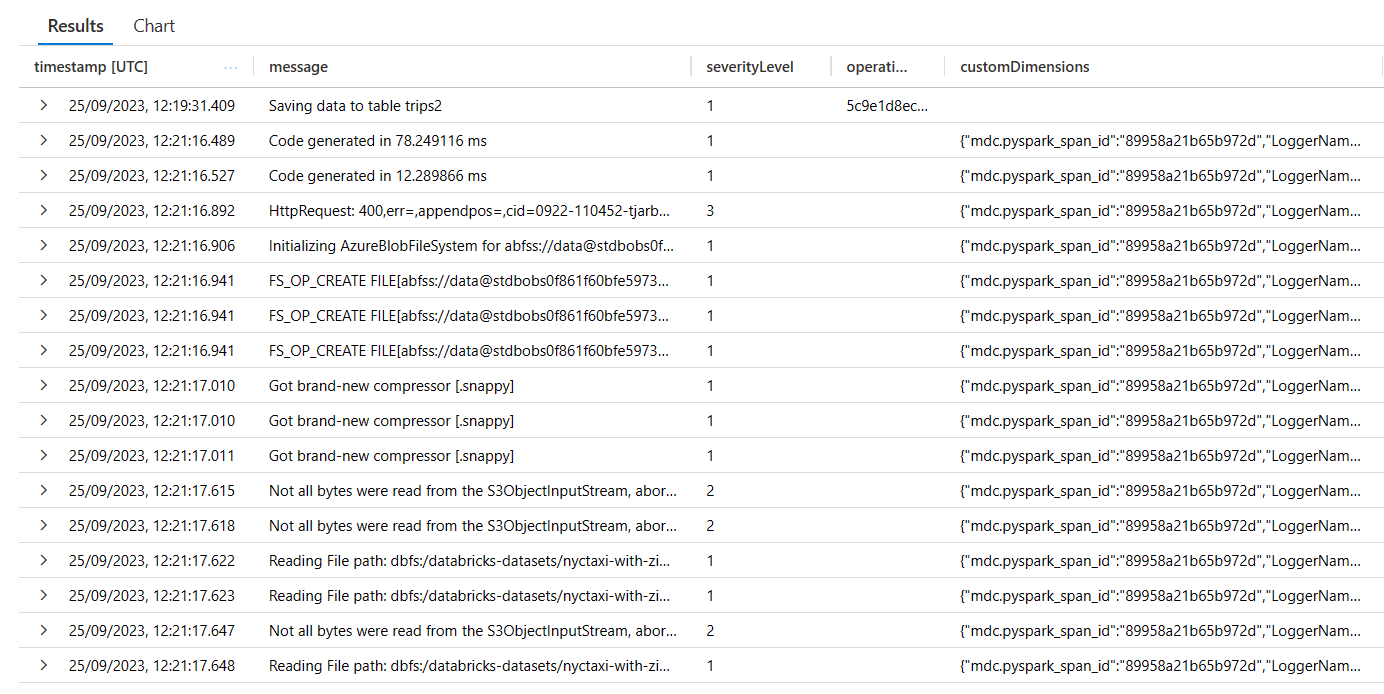 Results Chart
timestamp [UTC] ... message severityLevel operati... customDimensions
25/09/2023, 12:19:31.409 Saving data to table trips2 1 5c9e1d8ec...
25/09/2023, 12:21:16.489 Code generated in 78.249116 ms 1 {"mdc.pyspark_span_id":"89958a21b65b972d","LoggerNam...
25/09/2023, 12:21:16.527 Code generated in 12.289866 ms 1 {"mdc.pyspark_span_id":"89958a21b65b972d","LoggerNam...
25/09/2023, 12:21:16.892 HttpRequest: 400,err=,appendpos=,cid=0922-110452-tjarb... 3 {"mdc.pyspark_span_id":"89958a21b65b972d","LoggerNam...
25/09/2023, 12:21:16.906 Initializing AzureBlobFileSystem for abfss://data@stdbobs0f... 1 {"mdc.pyspark_span_id":"89958a21b65b972d","LoggerNam...
25/09/2023, 12:21:16.941 FS_OP_CREATE FILE[abfss://data@stdbobs0f861f60bfe5973... 1 {"mdc.pyspark_span_id":"89958a21b65b972d","LoggerNam...
25/09/2023, 12:21:16.941 FS_OP_CREATE FILE[abfss://data@stdbobs0f861f60bfe5973... 1 {"mdc.pyspark_span_id":"89958a21b65b972d","LoggerNam...
25/09/2023, 12:21:16.941 FS_OP_CREATE FILE[abfss://data@stdbobs0f861f60bfe5973... 1 {"mdc.pyspark_span_id":"89958a21b65b972d","LoggerNam...
25/09/2023, 12:21:17.010 Got brand-new compressor [.snappy] 1 {"mdc.pyspark_span_id":"89958a21b65b972d","LoggerNam...
25/09/2023, 12:21:17.010 Got brand-new compressor [.snappy] 1 {"mdc.pyspark_span_id":"89958a21b65b972d","LoggerNam...
25/09/2023, 12:21:17.011 Got brand-new compressor [.snappy] 1 {"mdc.pyspark_span_id":"89958a21b65b972d","LoggerNam...
25/09/2023, 12:21:17.615 Not all bytes were read from the S3ObjectInputStream, abor... 2 {"mdc.pyspark_span_id":"89958a21b65b972d","LoggerNam...
25/09/2023, 12:21:17.618 Not all bytes were read from the S3ObjectInputStream, abor... 2 {"mdc.pyspark_span_id":"89958a21b65b972d","LoggerNam...
25/09/2023, 12:21:17.622 Reading File path: dbfs:/databricks-datasets/nyctaxi-with-zi... 1 {"mdc.pyspark_span_id":"89958a21b65b972d","LoggerNam...
25/09/2023, 12:21:17.623 Reading File path: dbfs:/databricks-datasets/nyctaxi-with-zi... 1 {"mdc.pyspark_span_id":"89958a21b65b972d","LoggerNam...
25/09/2023, 12:21:17.647 Not all bytes were read from the S3ObjectInputStream, abor... 2 {"mdc.pyspark_span_id":"89958a21b65b972d","LoggerNam...
25/09/2023, 12:21:17.648 Reading File path: dbfs:/databricks-datasets/nyctaxi-with-zi... 1 {"mdc.pyspark_span_id":"89958a21b65b972d","LoggerNam...